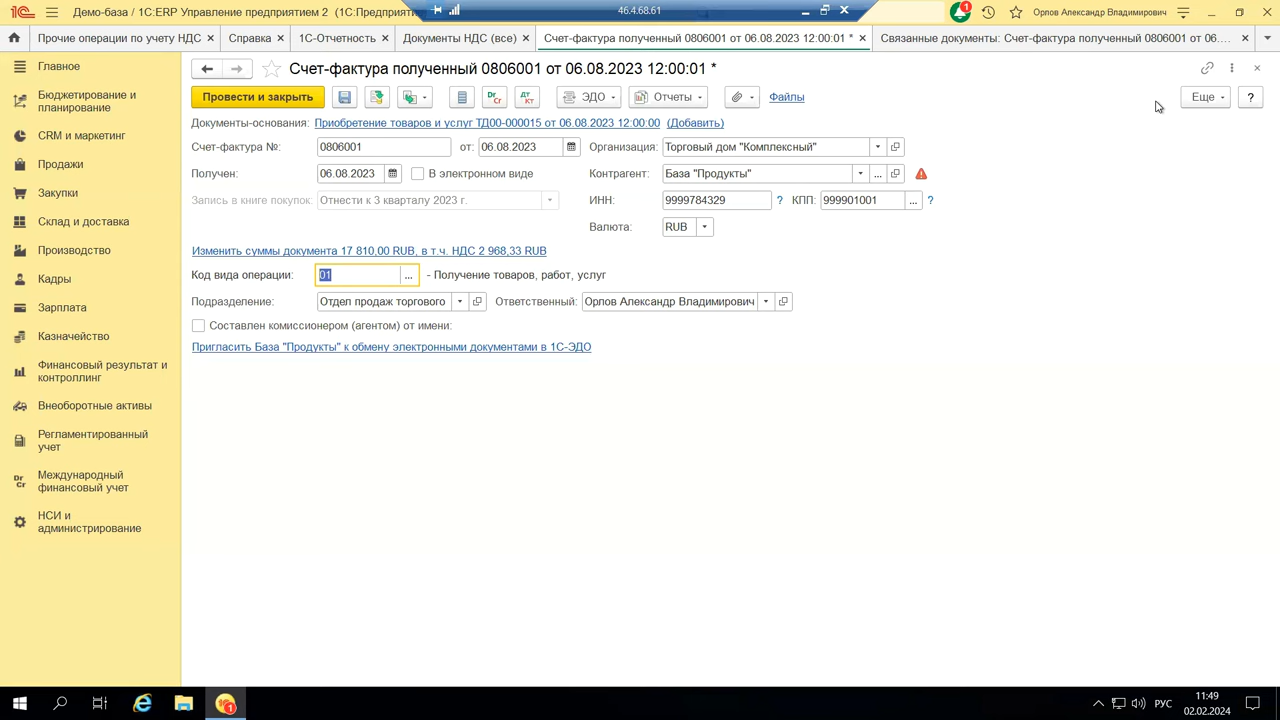 Демо-база / 1С:ERP Управление предприятием 2 (1С:Предприятие
46.4.68.61
1
Орлов Александр Владимирович
Прочие операции по учету НДС
Справка
1С-Отчетность
Документы НДС (все)
Счет-фактура полученный 0806001 от 06.08.2023 12:00:01 *
Связанные документы: Счет-фактура полученный 0806001 от 06....
Главное
Бюджетирование и
планирование
CRM и маркетинг
Продажи
Закупки
Склад и доставка
Производство
Кадры
Зарплата
Казначейство
Финансовый результат и
контроллинг
Внеоборотные активы
Регламентированный
учет
Международный
финансовый учет
НСИ и
администрирование
Счет-фактура полученный 0806001 от 06.08.2023 12:00:01 *
Провести и закрыть
Dr
Cr
Дт
Кт
ЭДО
Отчеты
Файлы
Еще
?
Документы-основания: Приобретение товаров и услуг ТД00-000015 от 06.08.2023 12:00:00 (Добавить)
Счет-фактура №: 0806001 от: 06.08.2023 Организация: Торговый дом "Комплексный"
Получен: 06.08.2023 В электронном виде Контрагент: База "Продукты" ...
Запись в книге покупок: Отнести к 3 кварталу 2023 г. ИНН: 9999784329 ? КПП: 999901001 ... ?
Валюта: RUB
Изменить суммы документа 17 810,00 RUB, в т.ч. НДС 2 968,33 RUB
Код вида операции: 01 ... - Получение товаров, работ, услуг
Подразделение: Отдел продаж торгового Ответственный: Орлов Александр Владимирович
Составлен комиссионером (агентом) от имени:
Пригласить База "Продукты" к обмену электронными документами в 1С-ЭДО
РУС
11:49
02.02.2024